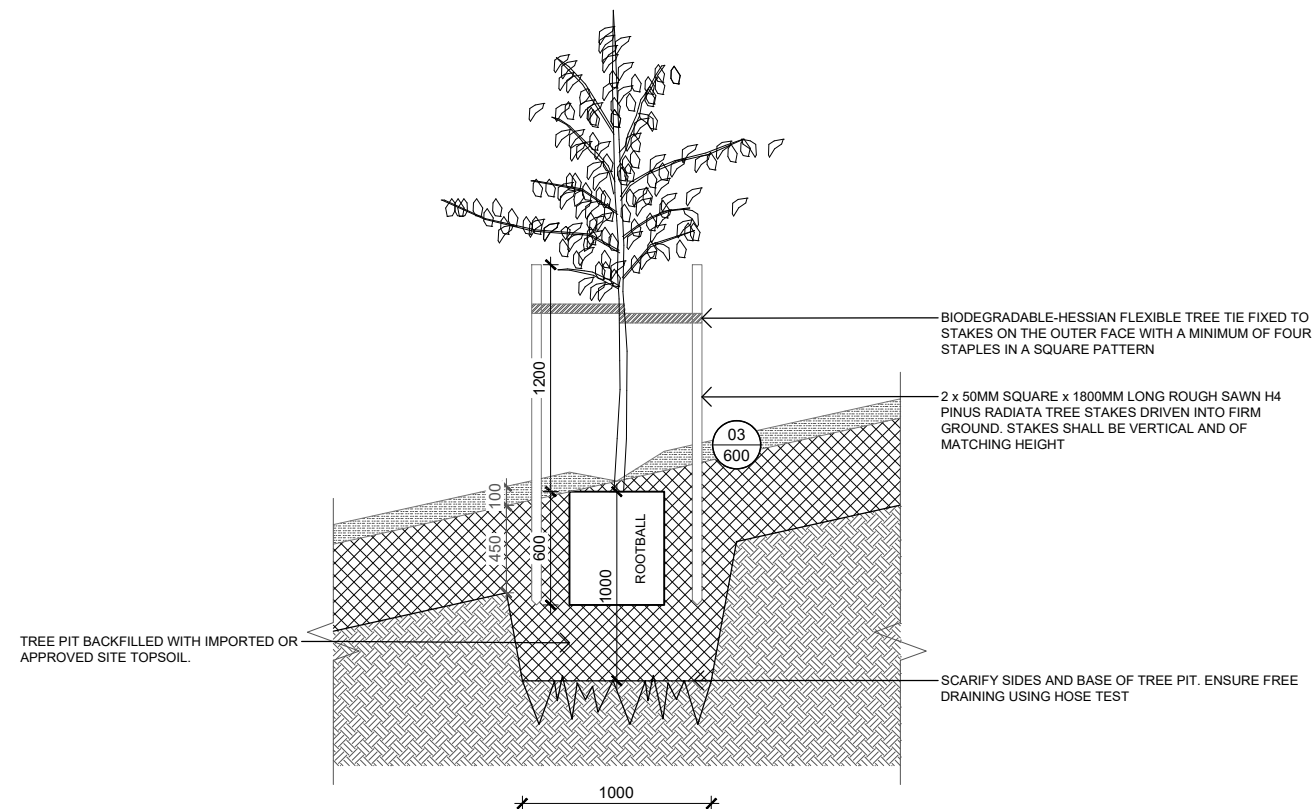 BIODEGRADABLE-HESSIAN FLEXIBLE TREE TIE FIXED TO
STAKES ON THE OUTER FACE WITH A MINIMUM OF FOUR
STAPLES IN A SQUARE PATTERN
1200
2 x 50MM SQUARE x 1800MM LONG ROUGH SAWN H4
PINUS RADIATA TREE STAKES DRIVEN INTO FIRM
GROUND. STAKES SHALL BE VERTICAL AND OF
MATCHING HEIGHT
03
600
100
450
600
1000
ROOTBALL
TREE PIT BACKFILLED WITH IMPORTED OR
APPROVED SITE TOPSOIL.
SCARIFY SIDES AND BASE OF TREE PIT. ENSURE FREE
DRAINING USING HOSE TEST
1000